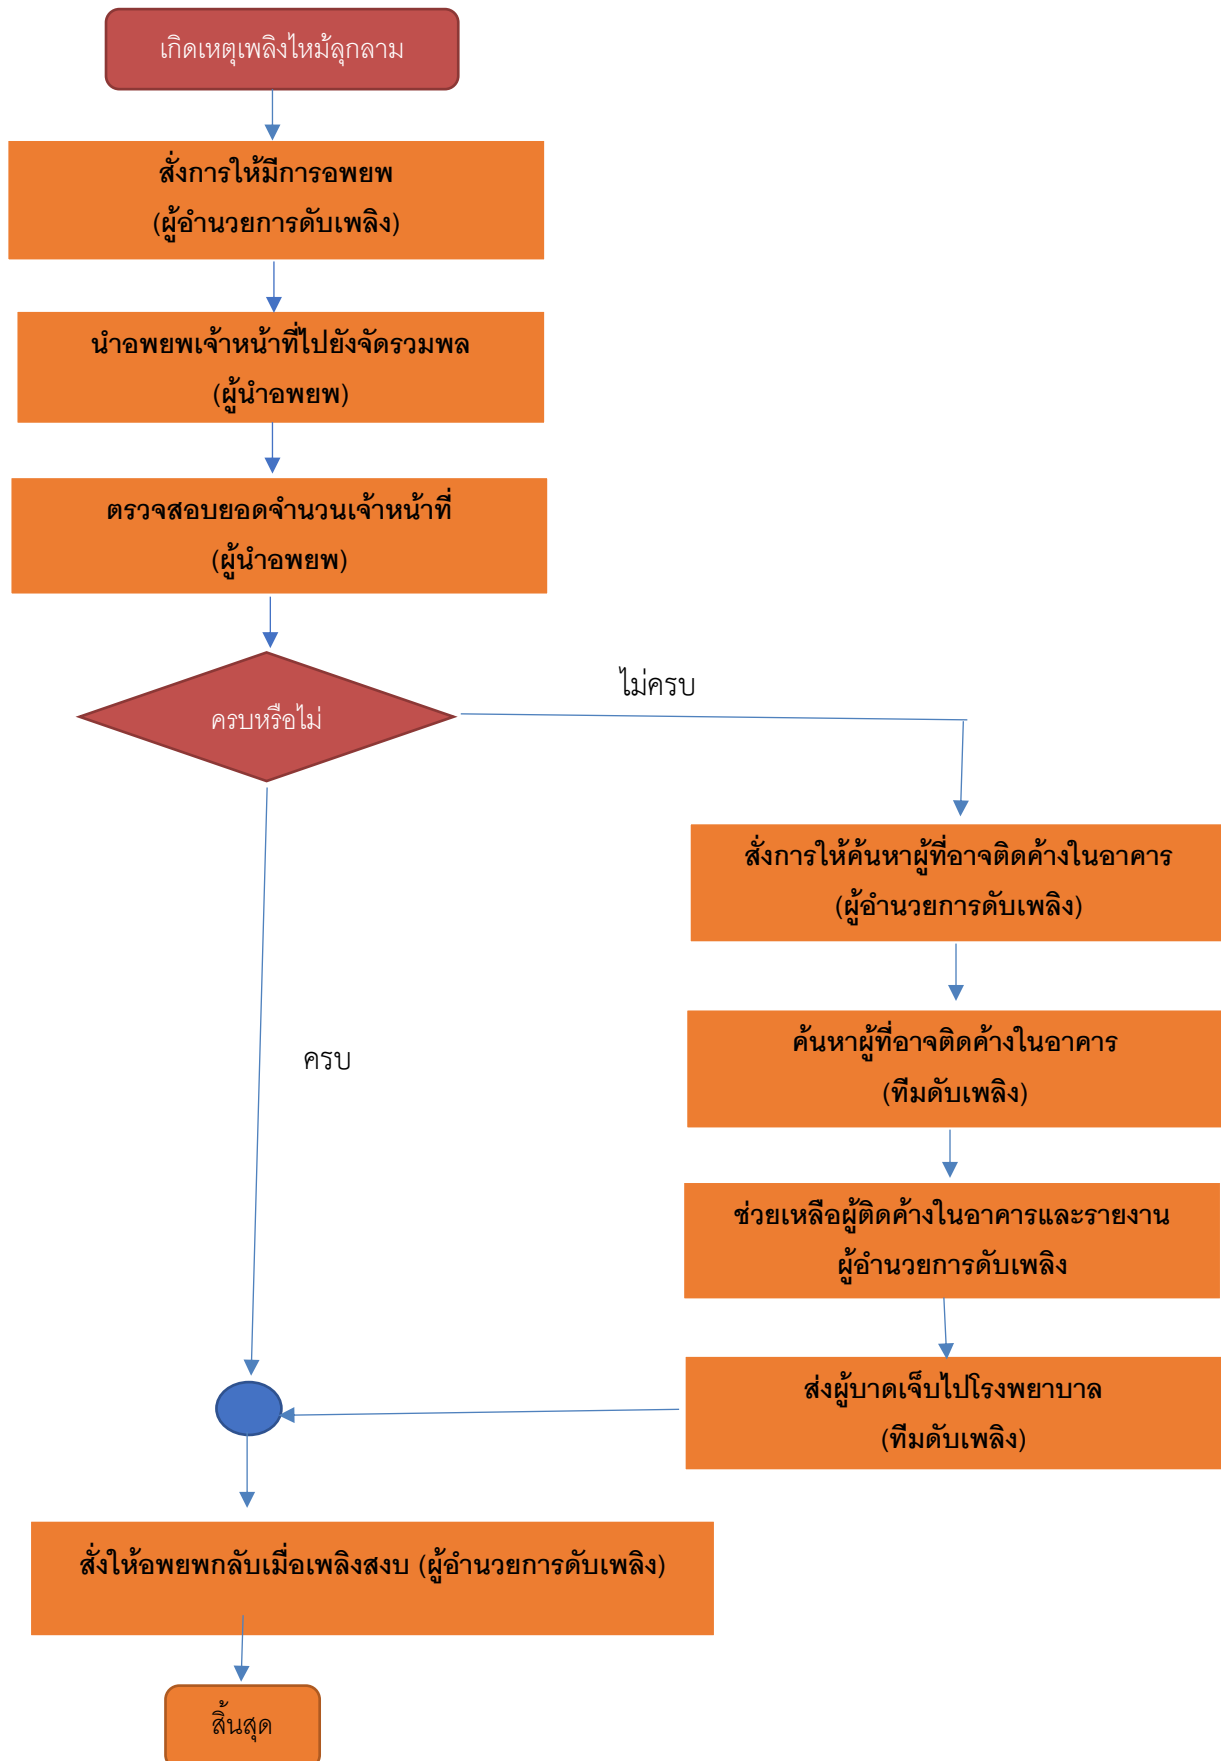 เกิดเหตุเพลิงไหม้ลุกลาม
สั่งการให้มีการอพยพ
(ผู้อำนวยการดับเพลิง)
นำอพยพเจ้าหน้าที่ไปยังจัดรวมพล
(ผู้นำอพยพ)
ตรวจสอบยอดจำนวนเจ้าหน้าที่
(ผู้นำอพยพ)
ครบหรือไม่
ไม่ครบ
สั่งการให้ค้นหาผู้ที่อาจติดค้างในอาคาร
(ผู้อำนวยการดับเพลิง)
ค้นหาผู้ที่อาจติดค้างในอาคาร
(ทีมดับเพลิง)
ครบ
ช่วยเหลือผู้ติดค้างในอาคารและรายงาน
ผู้อำนวยการดับเพลิง
ส่งผู้บาดเจ็บไปโรงพยาบาล
(ทีมดับเพลิง)
สั่งให้อพยพกลับเมื่อเพลิงสงบ (ผู้อำนวยการดับเพลิง)
สิ้นสุด